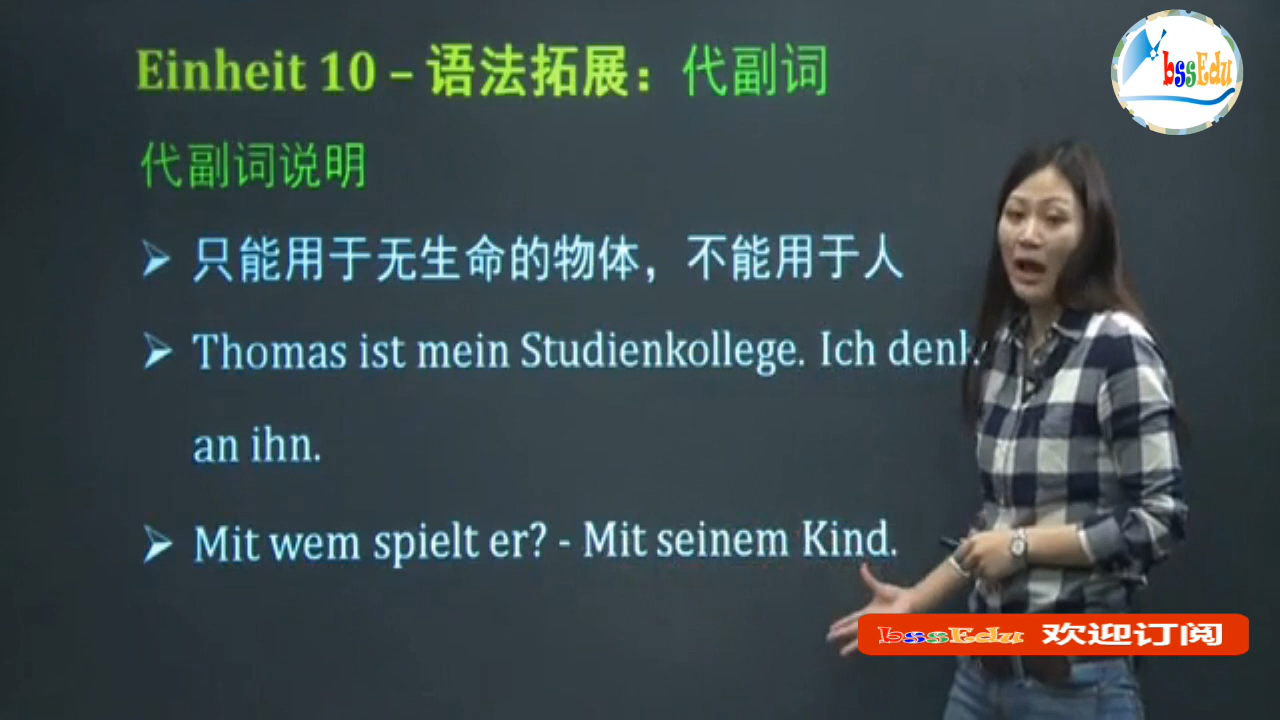 bssEdu
Einheit 10 – 语法拓展：代副词
代副词说明
只能用于无生命的物体，不能用于人
Thomas ist mein Studienkollege. Ich
an ihn.
Mit wem spielt er? - Mit seinem Kind.
bssEdu 欢迎订阅